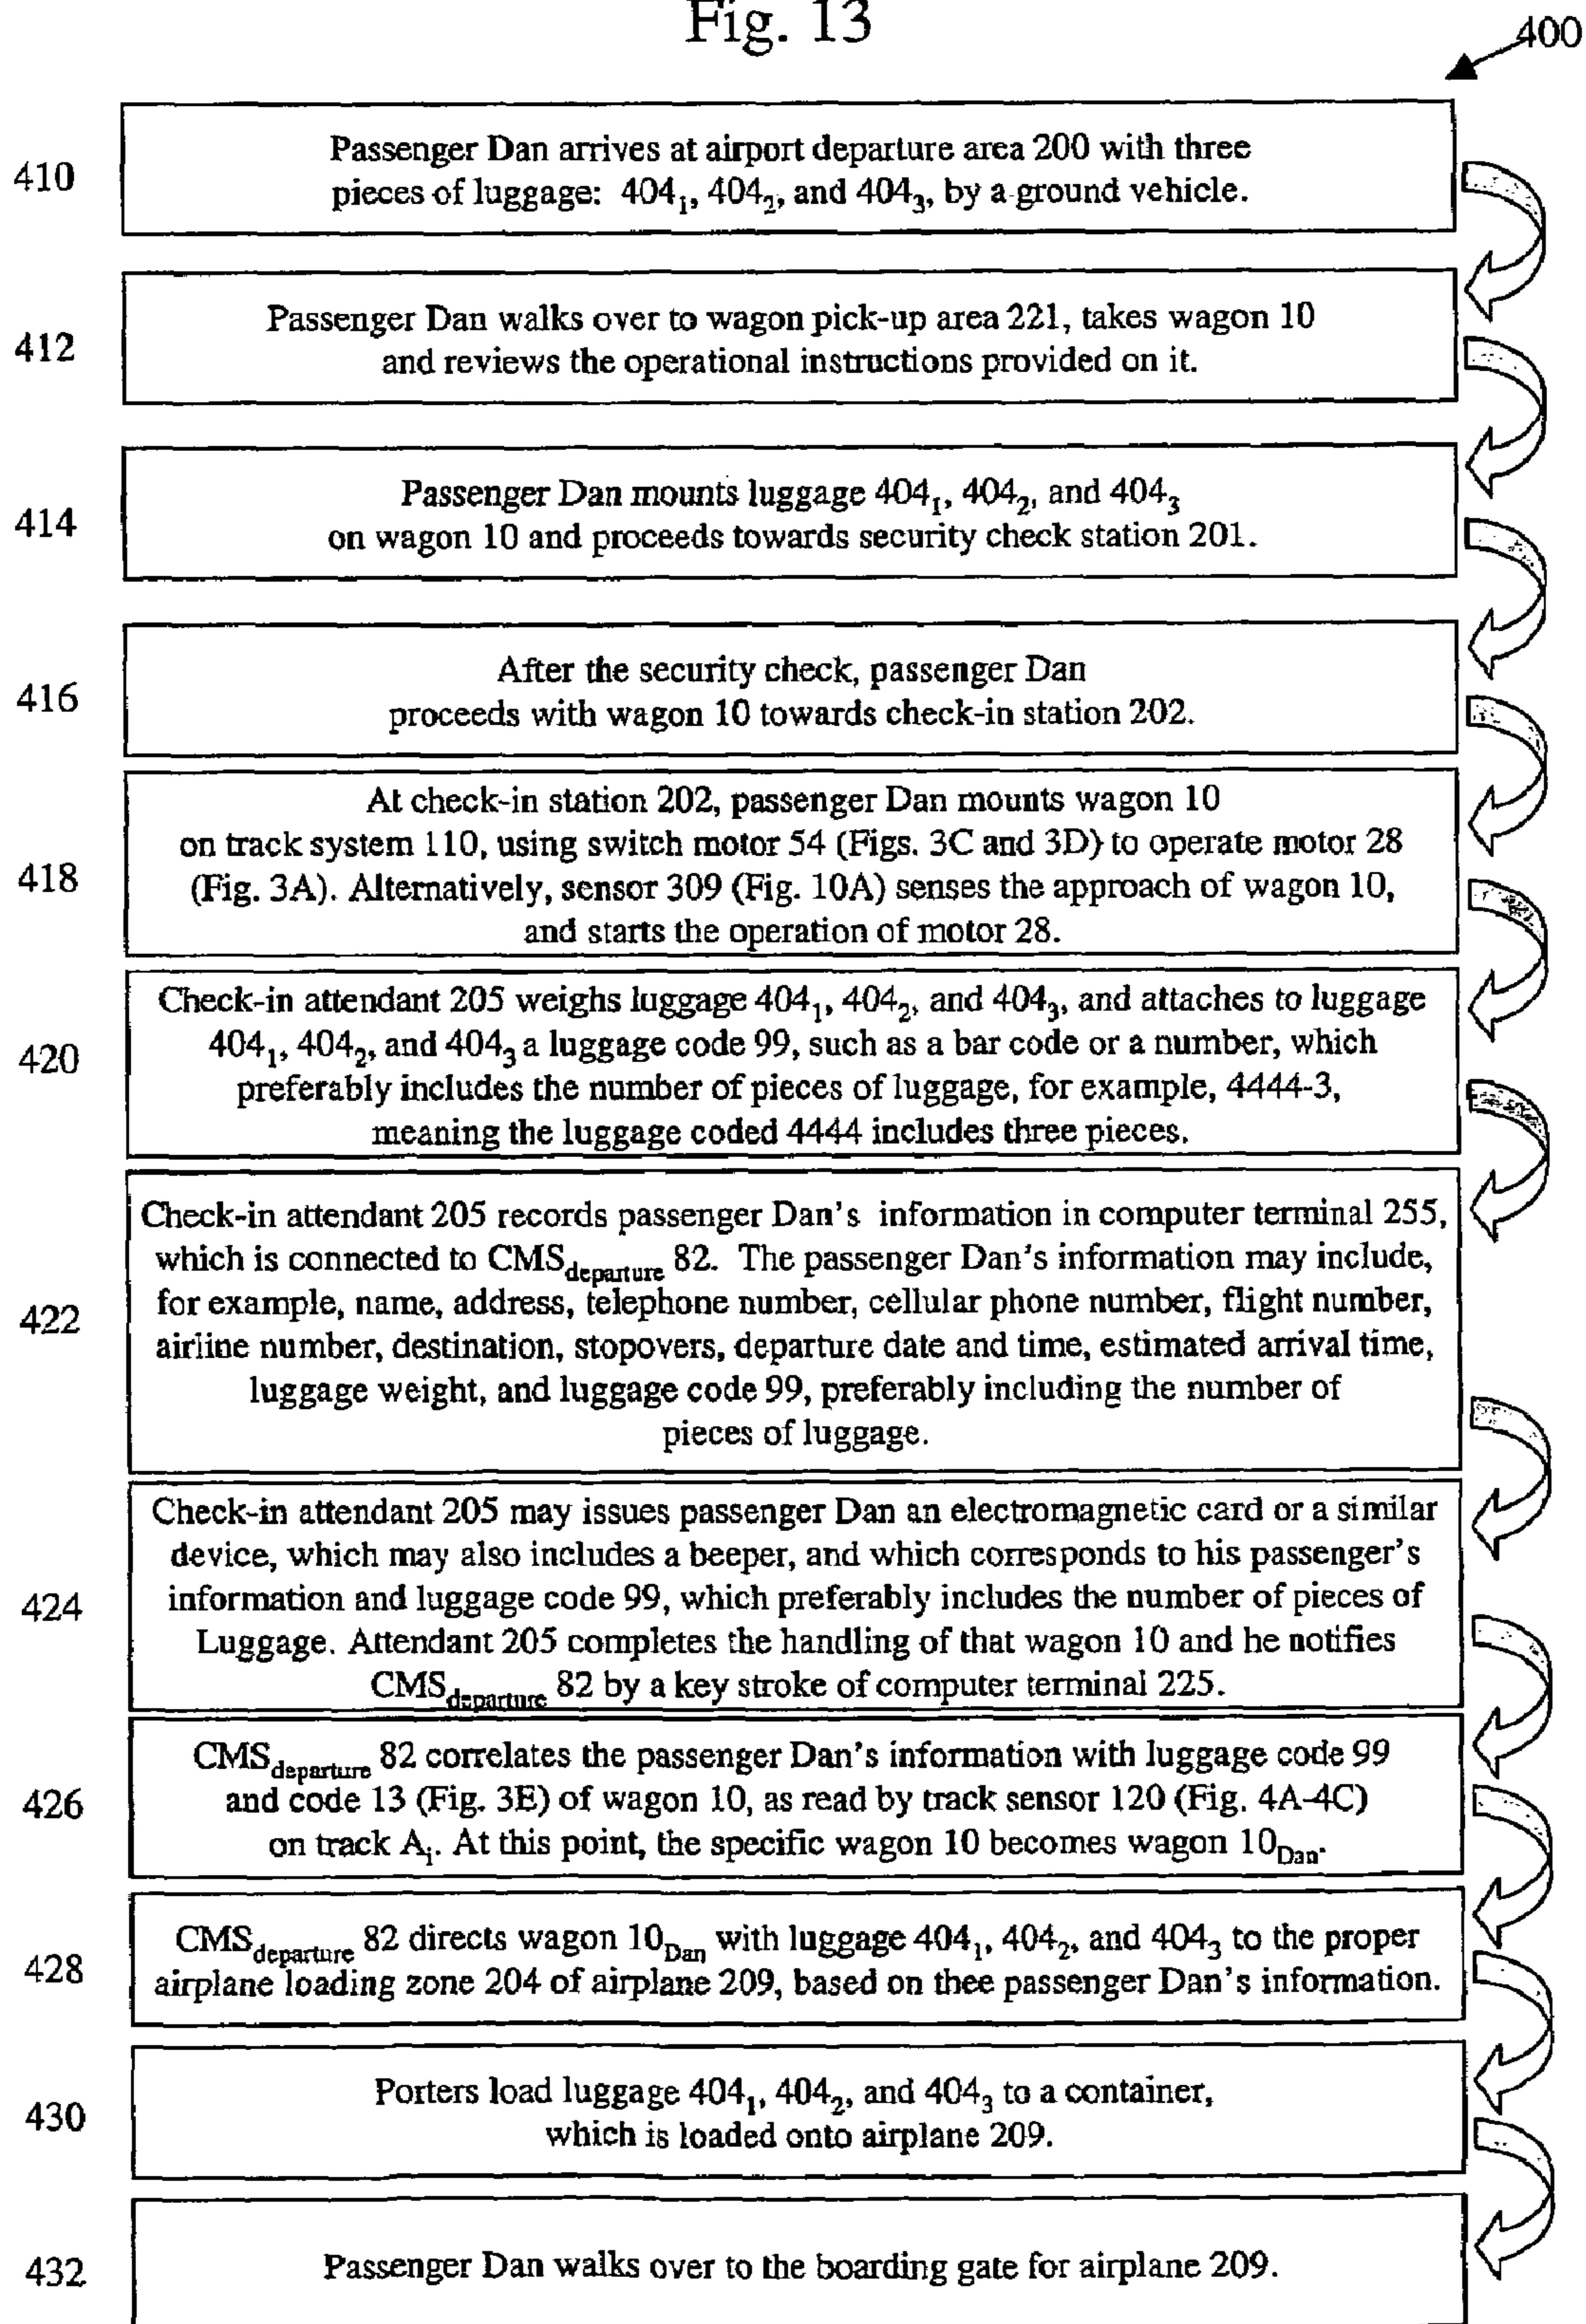 Fig. 13
400
410
Passenger Dan arrives at airport departure area 200 with three
pieces of luggage: 404₁, 404₂, and 404₃, by a ground vehicle.
412
Passenger Dan walks over to wagon pick-up area 221, takes wagon 10
and reviews the operational instructions provided on it.
414
Passenger Dan mounts luggage 404₁, 404₂, and 404₃
on wagon 10 and proceeds towards security check station 201.
416
After the security check, passenger Dan
proceeds with wagon 10 towards check-in station 202.
418
At check-in station 202, passenger Dan mounts wagon 10
on track system 110, using switch motor 54 (Figs. 3C and 3D) to operate motor 28
(Fig. 3A). Alternatively, sensor 309 (Fig. 10A) senses the approach of wagon 10,
and starts the operation of motor 28.
420
Check-in attendant 205 weighs luggage 404₁, 404₂, and 404₃, and attaches to luggage
404₁, 404₂, and 404₃ a luggage code 99, such as a bar code or a number, which
preferably includes the number of pieces of luggage, for example, 4444-3,
meaning the luggage coded 4444 includes three pieces.
422
Check-in attendant 205 records passenger Dan's information in computer terminal 255,
which is connected to CMS_departure 82. The passenger Dan's information may include,
for example, name, address, telephone number, cellular phone number, flight number,
airline number, destination, stopovers, departure date and time, estimated arrival time,
luggage weight, and luggage code 99, preferably including the number of
pieces of luggage.
424
Check-in attendant 205 may issues passenger Dan an electromagnetic card or a similar
device, which may also includes a beeper, and which corresponds to his passenger's
information and luggage code 99, which preferably includes the number of pieces of
Luggage. Attendant 205 completes the handling of that wagon 10 and he notifies
CMS_departure 82 by a key stroke of computer terminal 225.
426
CMS_departure 82 correlates the passenger Dan's information with luggage code 99
and code 13 (Fig. 3E) of wagon 10, as read by track sensor 120 (Fig. 4A-4C)
on track A_i. At this point, the specific wagon 10 becomes wagon 10_Dan.
428
CMS_departure 82 directs wagon 10_Dan with luggage 404₁, 404₂, and 404₃ to the proper
airplane loading zone 204 of airplane 209, based on thee passenger Dan's information.
430
Porters load luggage 404₁, 404₂, and 404₃ to a container,
which is loaded onto airplane 209.
432
Passenger Dan walks over to the boarding gate for airplane 209.